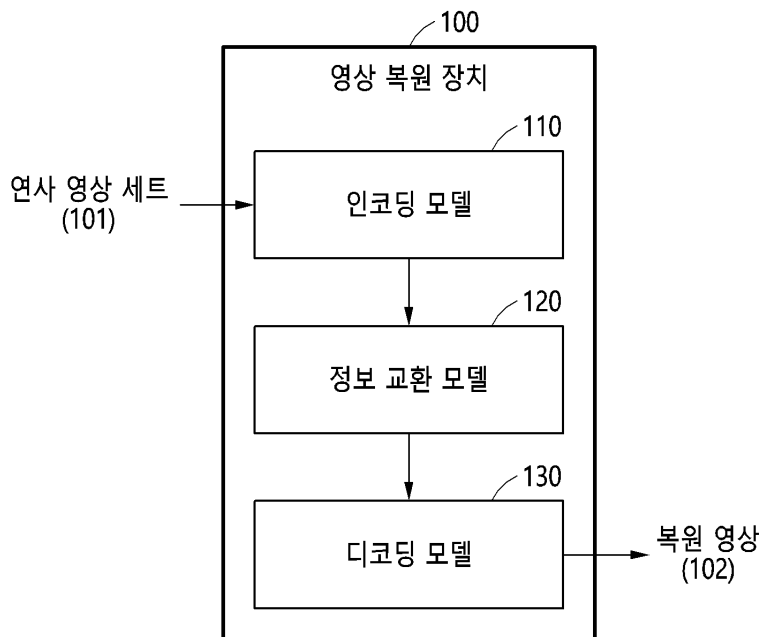 100
영상 복원 장치
110
연사 영상 세트
(101)
인코딩 모델
120
정보 교환 모델
130
디코딩 모델
복원 영상
(102)